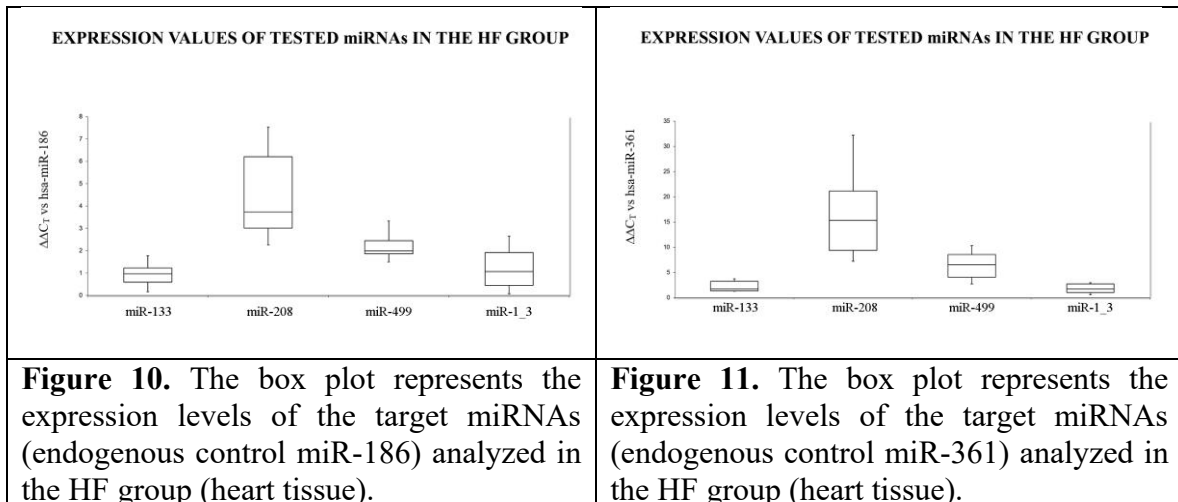 EXPRESSION VALUES OF TESTED miRNAs IN THE HF GROUP
ΔΔCT vs hsa-miR-186
8
7
6
5
4
3
2
1
0
miR-133 miR-208 miR-499 miR-1_3
Figure 10. The box plot represents the
expression levels of the target miRNAs
(endogenous control miR-186) analyzed in
the HF group (heart tissue).
EXPRESSION VALUES OF TESTED miRNAs IN THE HF GROUP
ΔΔCT vs hsa-miR-361
35
30
25
20
15
10
5
0
miR-133 miR-208 miR-499 miR-1_3
Figure 11. The box plot represents the
expression levels of the target miRNAs
(endogenous control miR-361) analyzed in
the HF group (heart tissue).